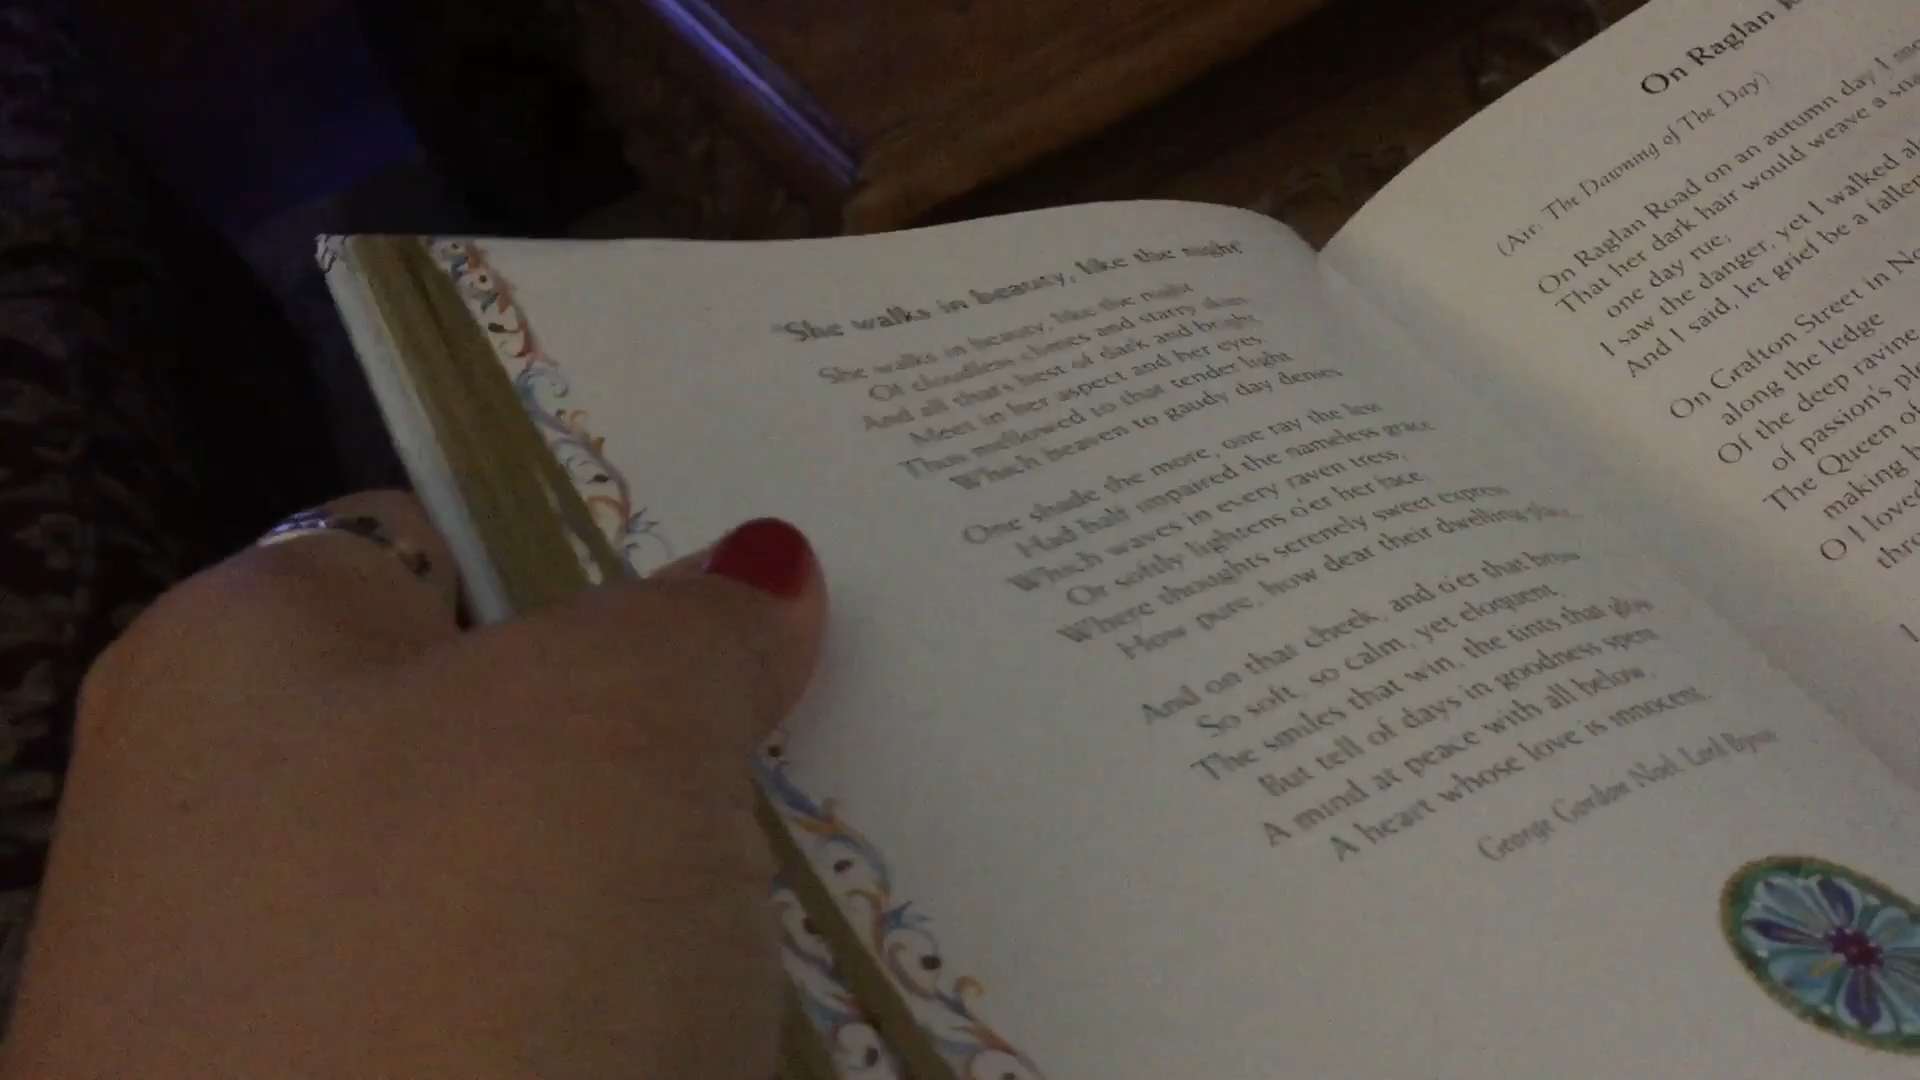 "She walks in beauty, like the night
She walks in beauty, like the night
Of cloudless climes and starry skies
And all that's best of dark and bright
Meet in her aspect and her eyes:
Thus mellowed to that tender light
Which heaven to gaudy day denies.
One shade the more, one ray the less
Had half impaired the nameless grace
Which waves in every raven tress,
Or softly lightens o'er her face,
Where thoughts serenely sweet express
How pure, how dear their dwelling-place.
And on that cheek, and o'er that brow
So soft, so calm, yet eloquent,
The smiles that win, the tints that glow
But tell of days in goodness spent
A mind at peace with all below,
A heart whose love is innocent.
George Gordon Noel, Lord Byron
On Raglan
(Air: The Dawning of The Day)
On Raglan Road on an autumn day I
That her dark hair would weave a
one day rue;
I saw the danger, yet I walked
And I said, let grief be a fallen
On Grafton Street in
along the ledge
Of the deep ravine
of passion's
The Queen of
making
O I loved